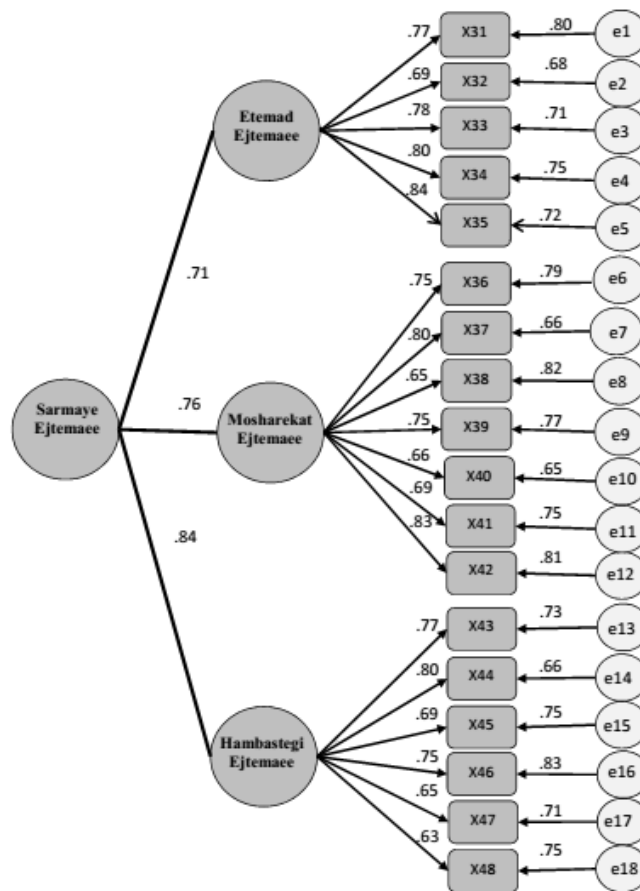 .77 X31 .80 e1
.69 X32 .68 e2
Etemad
Ejtemaee
.78 X33 .71 e3
.80 X34 .75 e4
.84 X35 .72 e5
.71
.75 X36 .79 e6
.80 X37 .66 e7
.65 X38 .82 e8
Sarmaye
Ejtemaee
.76
Mosharekat
Ejtemaee
.75 X39 .77 e9
.66 X40 .65 e10
.69 X41 .75 e11
.83 X42 .81 e12
.84
.77 X43 .73 e13
.80 X44 .66 e14
.69 X45 .75 e15
Hambastegi
Ejtemaee
.75 X46 .83 e16
.65 X47 .71 e17
.63 X48 .75 e18